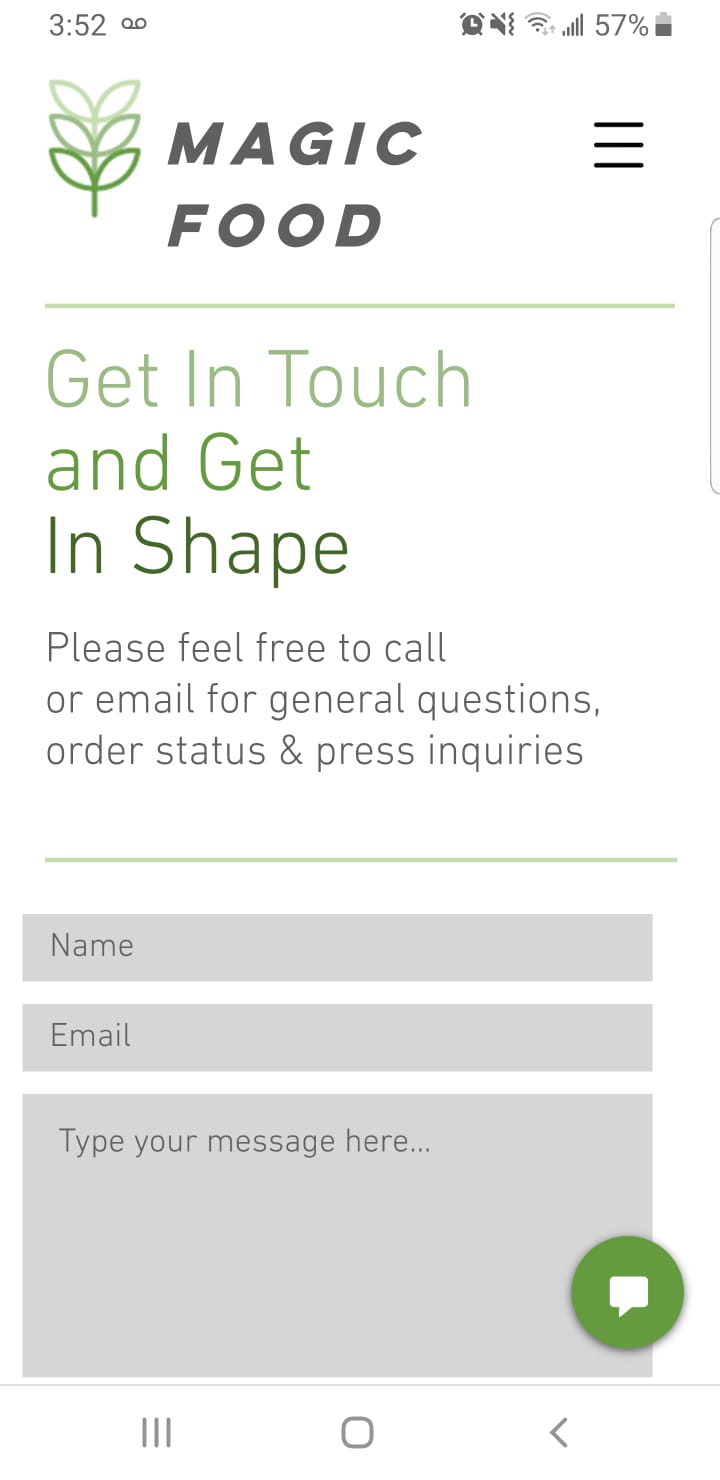 3:52
57%
MAGIC
FOOD
Get In Touch
and Get
In Shape
Please feel free to call
or email for general questions,
order status & press inquiries
Name
Email
Type your message here...